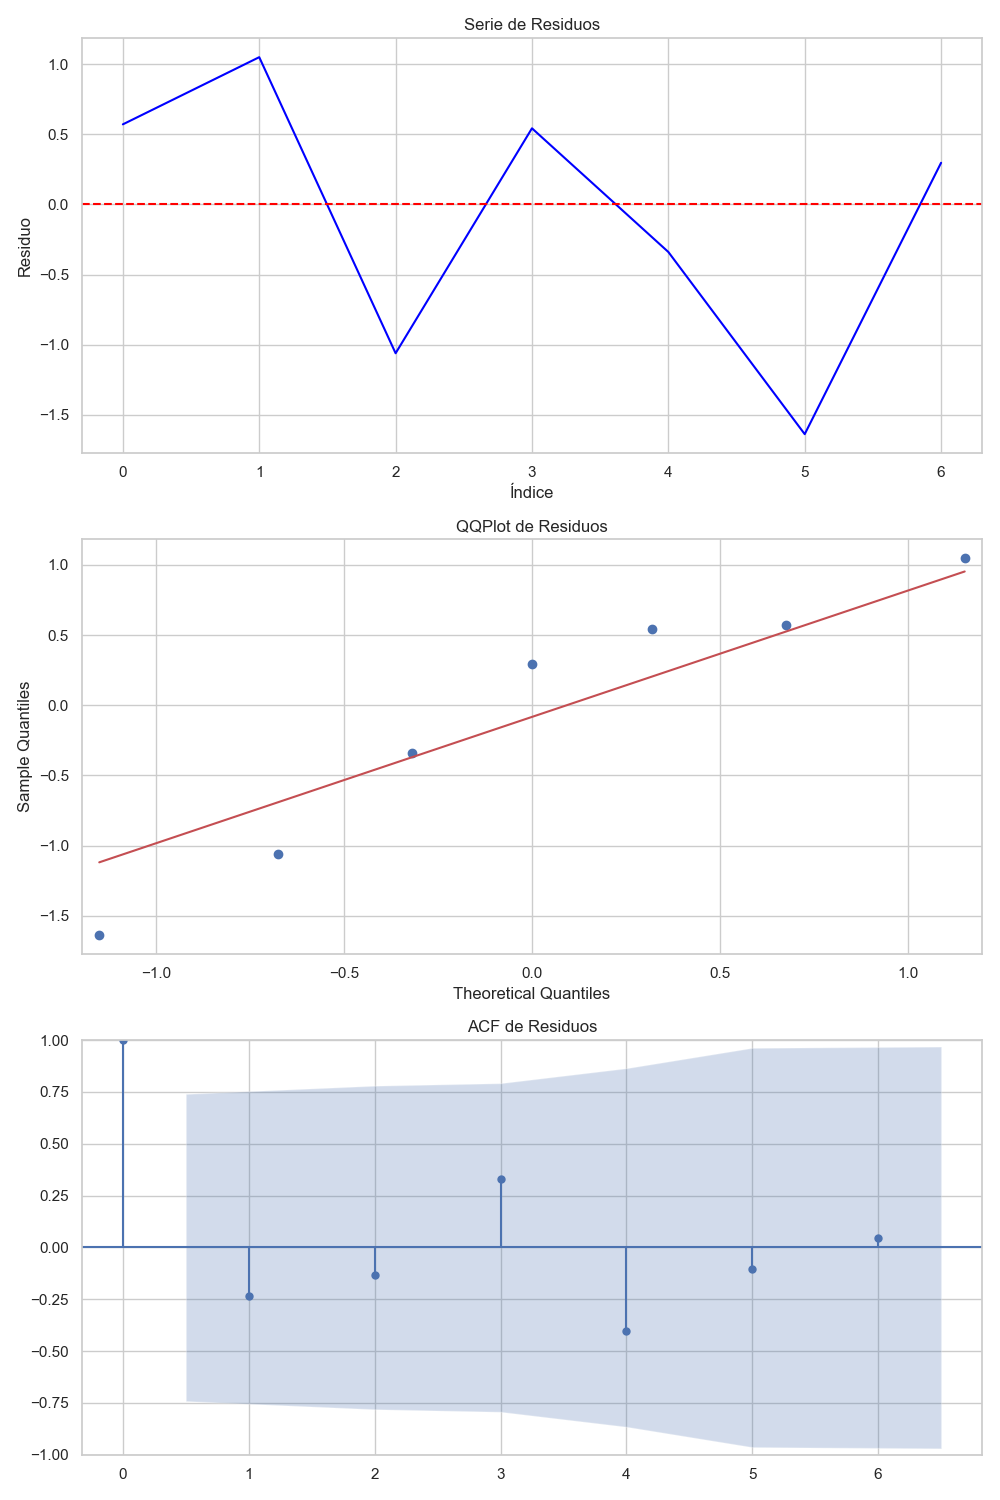 Serie de Residuos
1.0
0.5
0.0
−0.5
−1.0
−1.5
Residuo
0 1 2 3 4 5 6
Índice
QQPlot de Residuos
1.0
0.5
0.0
−0.5
−1.0
−1.5
Sample Quantiles
−1.0 −0.5 0.0 0.5 1.0
Theoretical Quantiles
ACF de Residuos
1.00
0.75
0.50
0.25
0.00
−0.25
−0.50
−0.75
−1.00
0 1 2 3 4 5 6